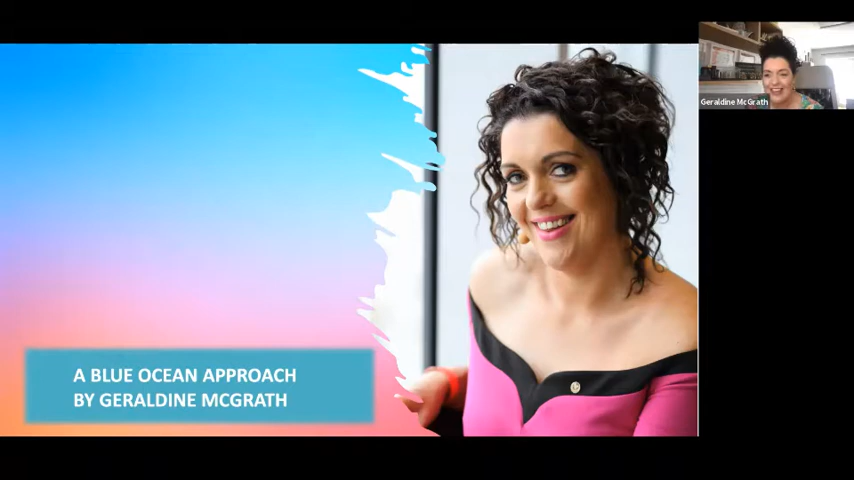 Geraldine McGrath
A BLUE OCEAN APPROACH
BY GERALDINE MCGRATH